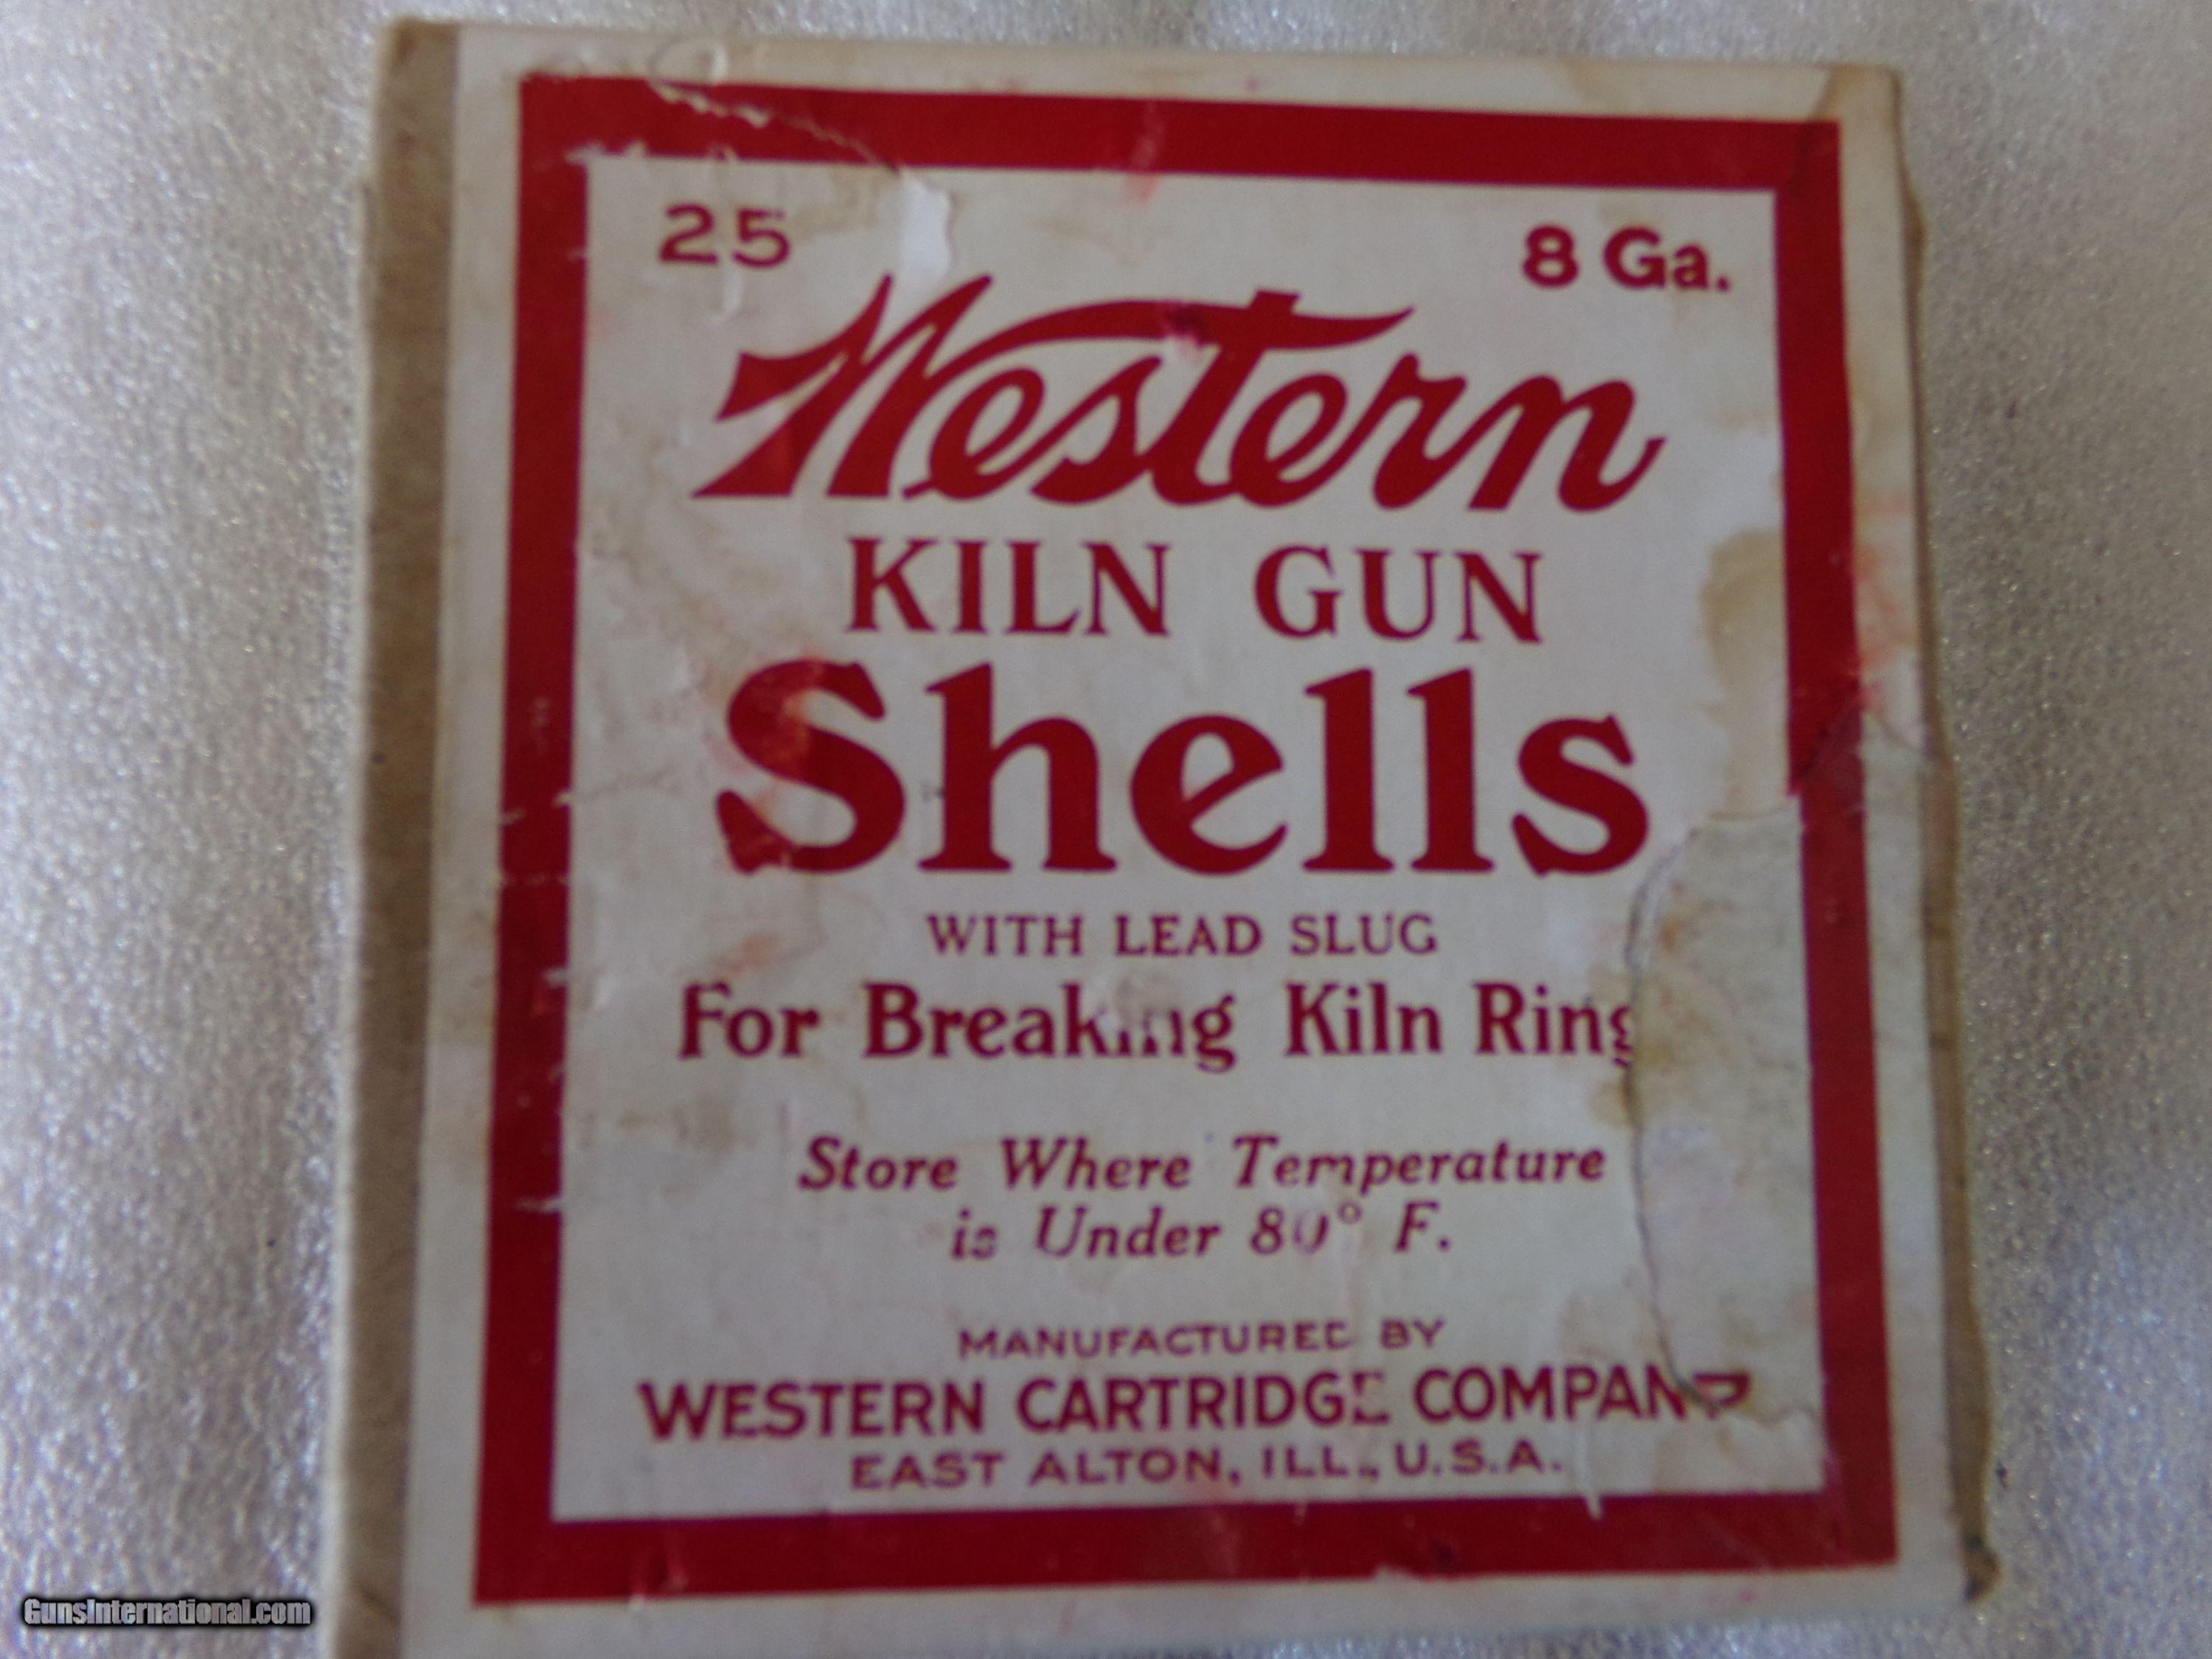 25 8 Ga.
Western
KILN GUN
Shells
WITH LEAD SLUG
For Breaking Kiln Ring
Store Where Temperature
is Under 80° F.
MANUFACTURED BY
WESTERN CARTRIDGE COMPANY
EAST ALTON, ILL., U.S.A.
GunsInternational.com